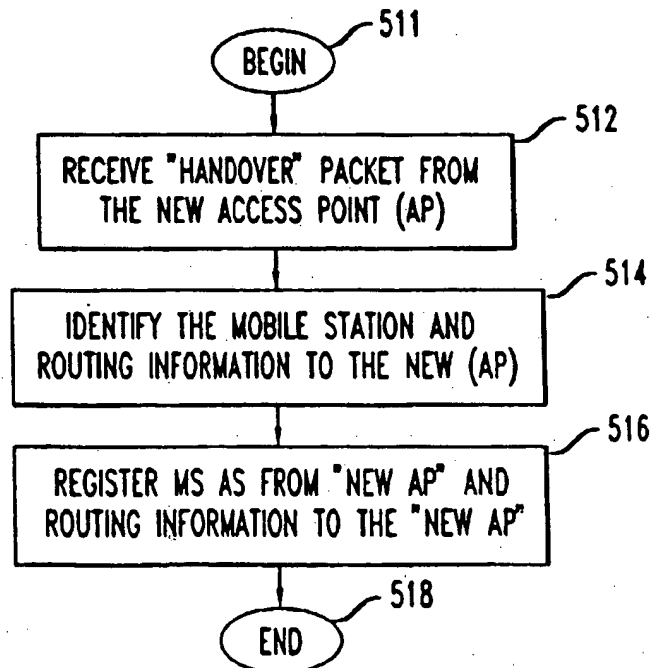 511
BEGIN
512
RECEIVE "HANDOVER" PACKET FROM
THE NEW ACCESS POINT (AP)
514
IDENTIFY THE MOBILE STATION AND
ROUTING INFORMATION TO THE NEW (AP)
516
REGISTER MS AS FROM "NEW AP" AND
ROUTING INFORMATION TO THE "NEW AP"
518
END